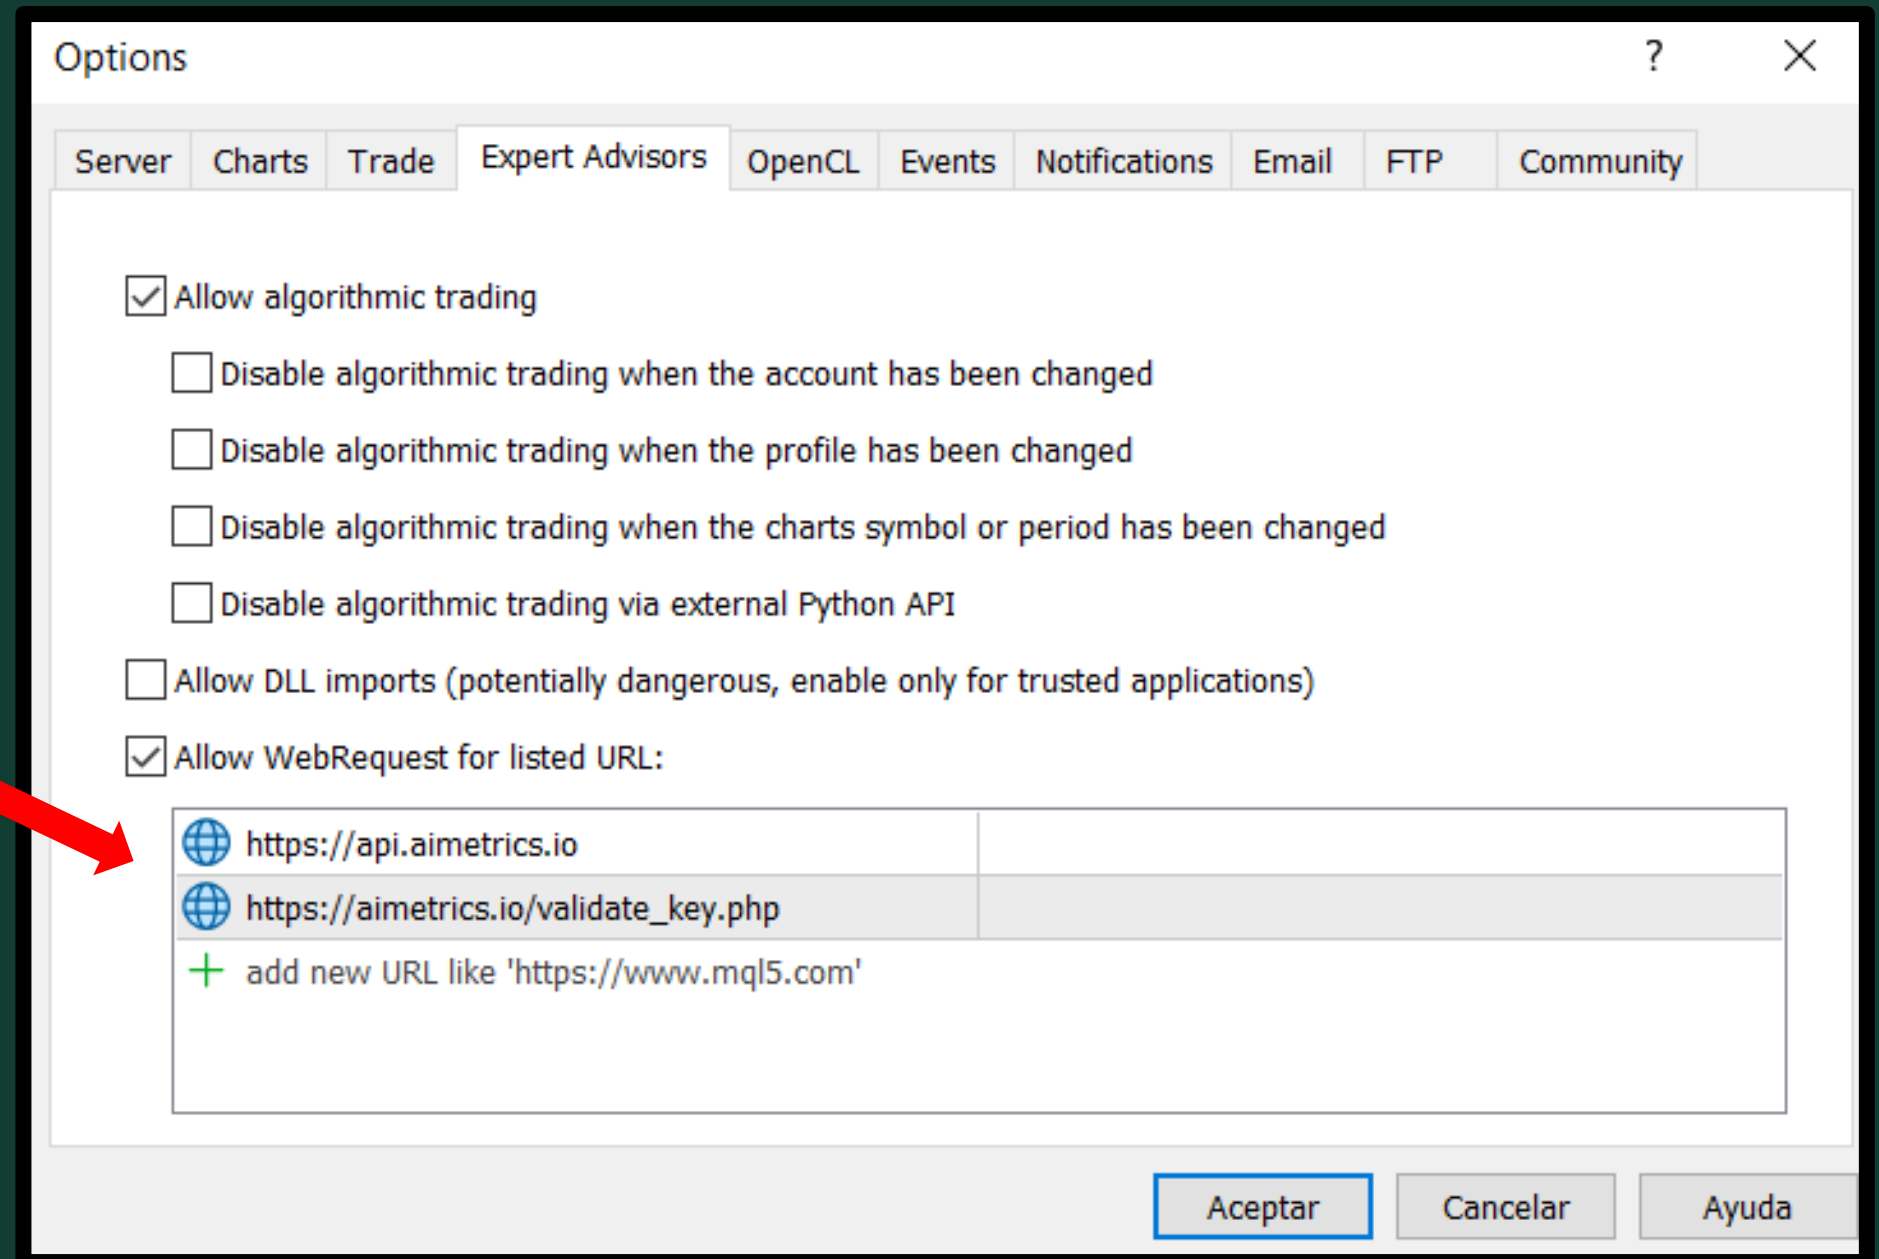 Options ?
Server Charts Trade Expert Advisors OpenCL Events Notifications Email FTP Community
Allow algorithmic trading
Disable algorithmic trading when the account has been changed
Disable algorithmic trading when the profile has been changed
Disable algorithmic trading when the charts symbol or period has been changed
Disable algorithmic trading via external Python API
Allow DLL imports (potentially dangerous, enable only for trusted applications)
Allow WebRequest for listed URL:
https://api.aimetrics.io
https://aimetrics.io/validate_key.php
add new URL like 'https://www.mql5.com'
Aceptar Cancelar Ayuda